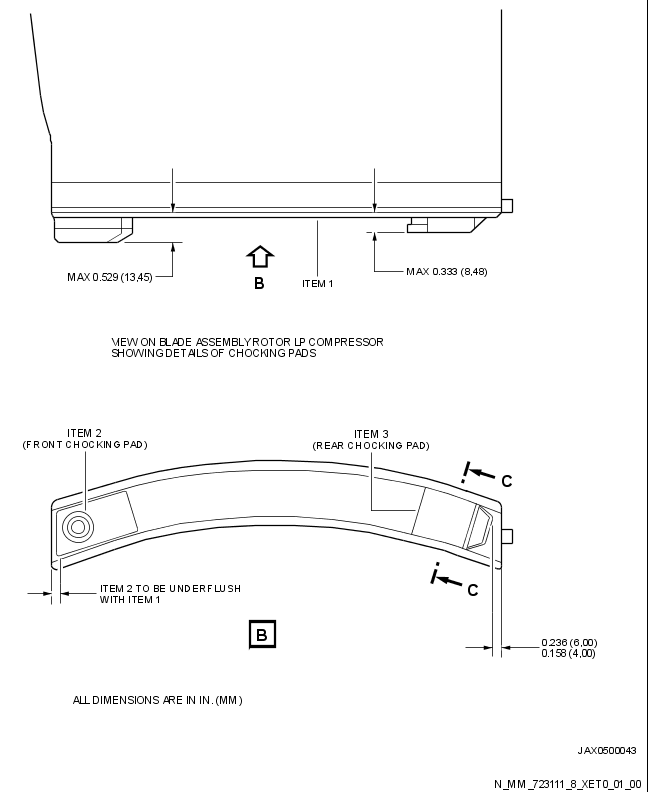 MAX 0.529 (13,45)
B
ITEM 1
MAX 0.333 (8,48)
VIEW ON BLADE ASSEMBLY ROTOR LP COMPRESSOR
SHOWING DETAILS OF CHOCKING PADS
ITEM 2
(FRONT CHOCKING PAD)
ITEM 3
(REAR CHOCKING PAD)
C
C
ITEM 2 TO BE UNDERFLUSH
WITH ITEM 1
B
0.236 (6,00)
0.158 (4,00)
ALL DIMENSIONS ARE IN IN. (MM)
JAX0500043
N_MM_723111_8_XET0_01_00